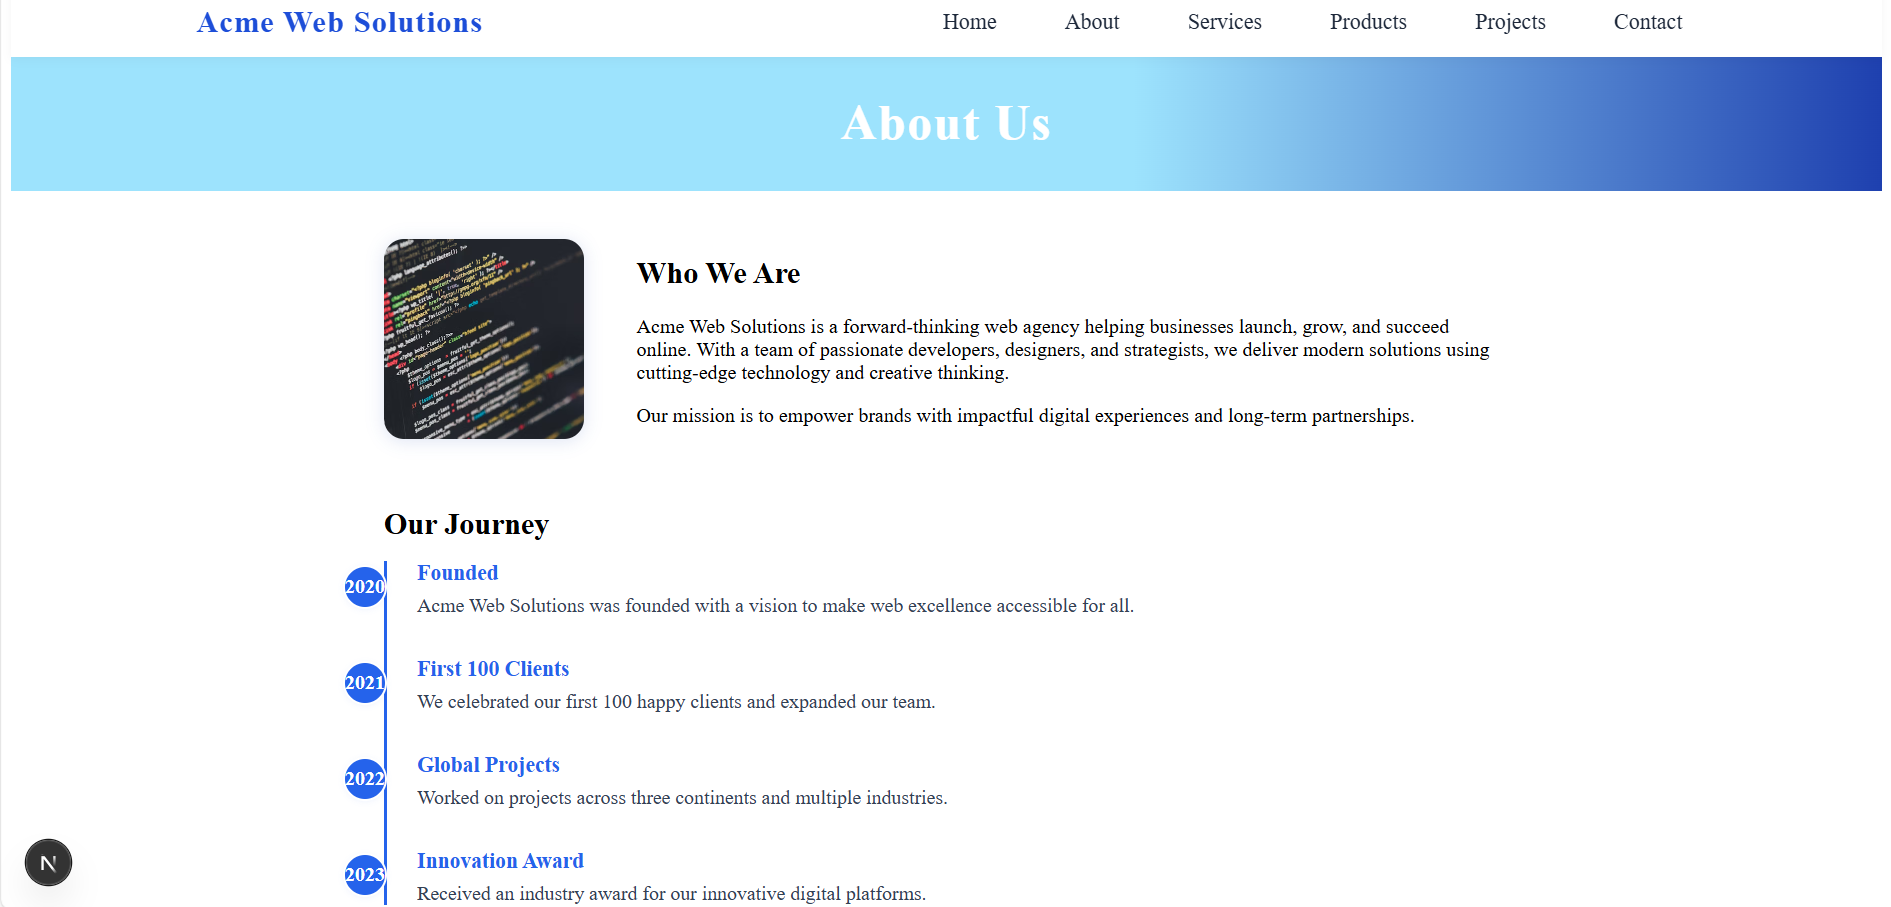 Acme Web Solutions
Home About Services Products Projects Contact
About Us
Who We Are
Acme Web Solutions is a forward-thinking web agency helping businesses launch, grow, and succeed
online. With a team of passionate developers, designers, and strategists, we deliver modern solutions using
cutting-edge technology and creative thinking.
Our mission is to empower brands with impactful digital experiences and long-term partnerships.
Our Journey
2020
Founded
Acme Web Solutions was founded with a vision to make web excellence accessible for all.
2021
First 100 Clients
We celebrated our first 100 happy clients and expanded our team.
2022
Global Projects
Worked on projects across three continents and multiple industries.
2023
Innovation Award
Received an industry award for our innovative digital platforms.
N